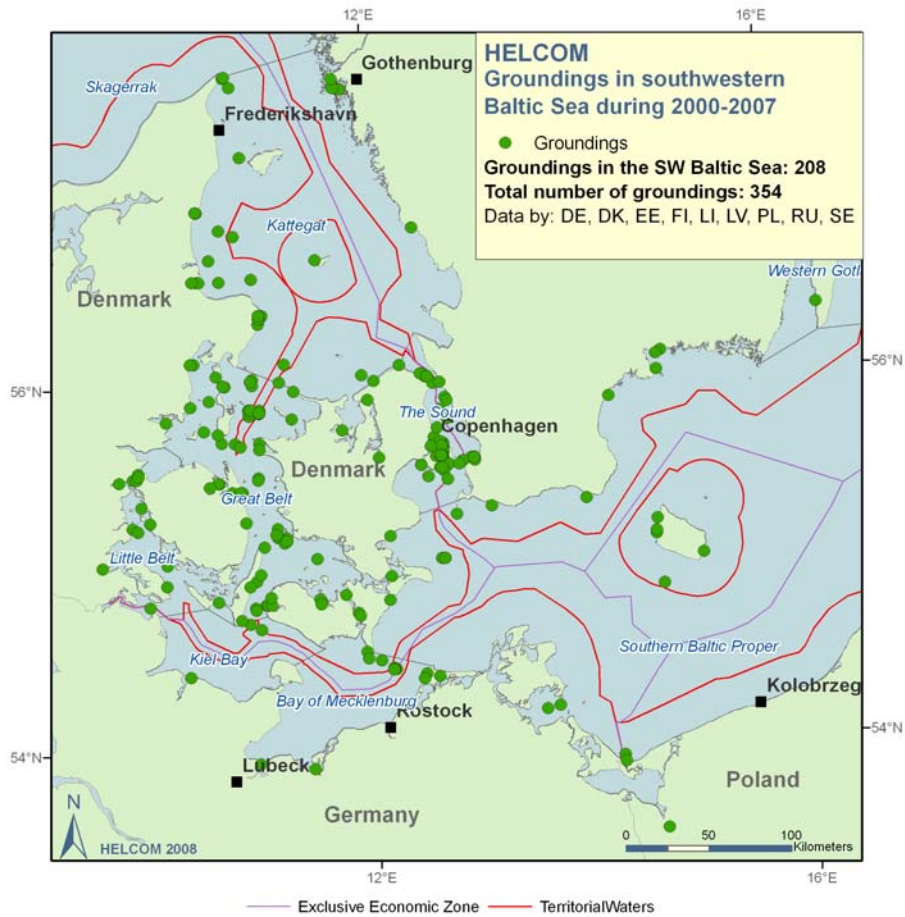 12°E
16°E
HELCOM
Groundings in southwestern
Baltic Sea during 2000-2007
Groundings
Groundings in the SW Baltic Sea: 208
Total number of groundings: 354
Data by: DE, DK, EE, FI, LI, LV, PL, RU, SE
Gothenburg
Skagerrak
Frederikshavn
Kattegat
Western Gotl
Denmark
56°N
56°N
The Sound
Copenhagen
Denmark
Great Belt
Little Belt
Kiel Bay
Southern Baltic Proper
Bay of Mecklenburg
Kolobrzeg
Rostock
54°N
54°N
Lubeck
Poland
Germany
N
HELCOM 2008
0 50 100
Kilometers
12°E
16°E
Exclusive Economic Zone
TerritorialWaters